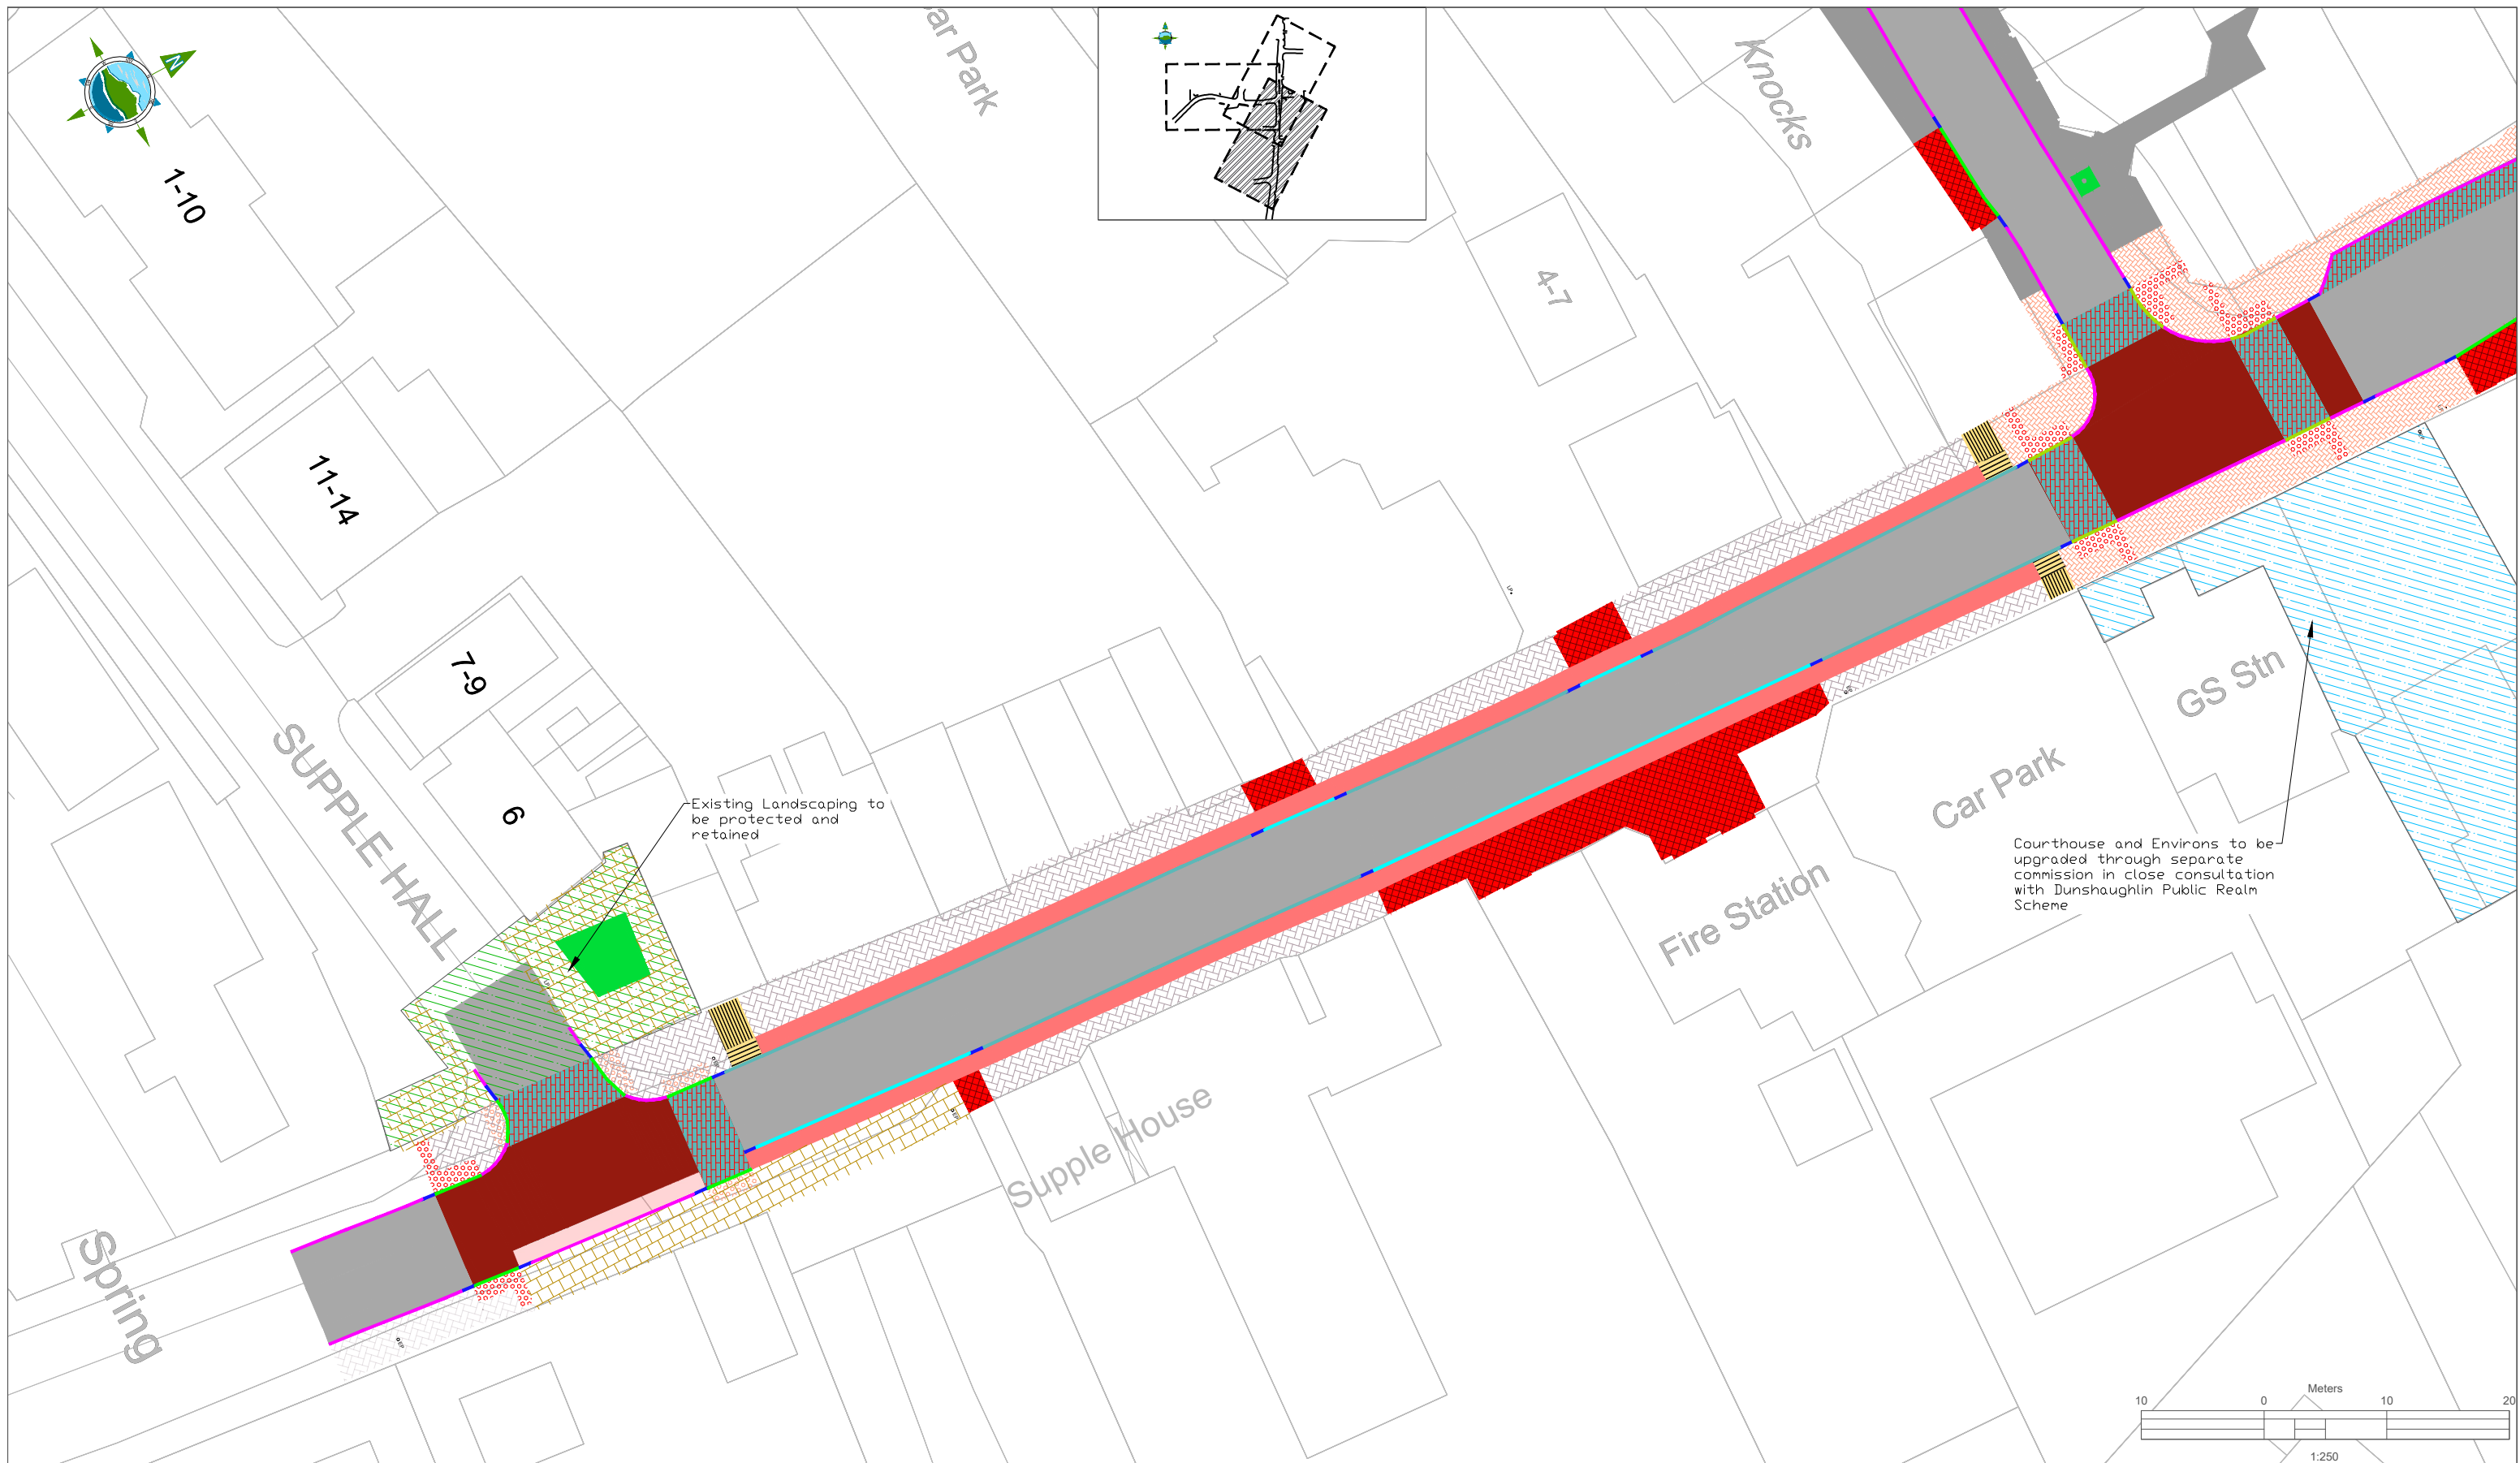 N
ar Park
Knocks
1-10
4-7
11-14
7-9
6
SUPPLE HALL
Existing Landscaping to
be protected and
retained
GS Stn
Car Park
Fire Station
Courthouse and Environs to be
upgraded through separate
commission in close consultation
with Dunshaughlin Public Realm
Scheme
Supple House
Spring
Meters
10 0 10 20
1:250